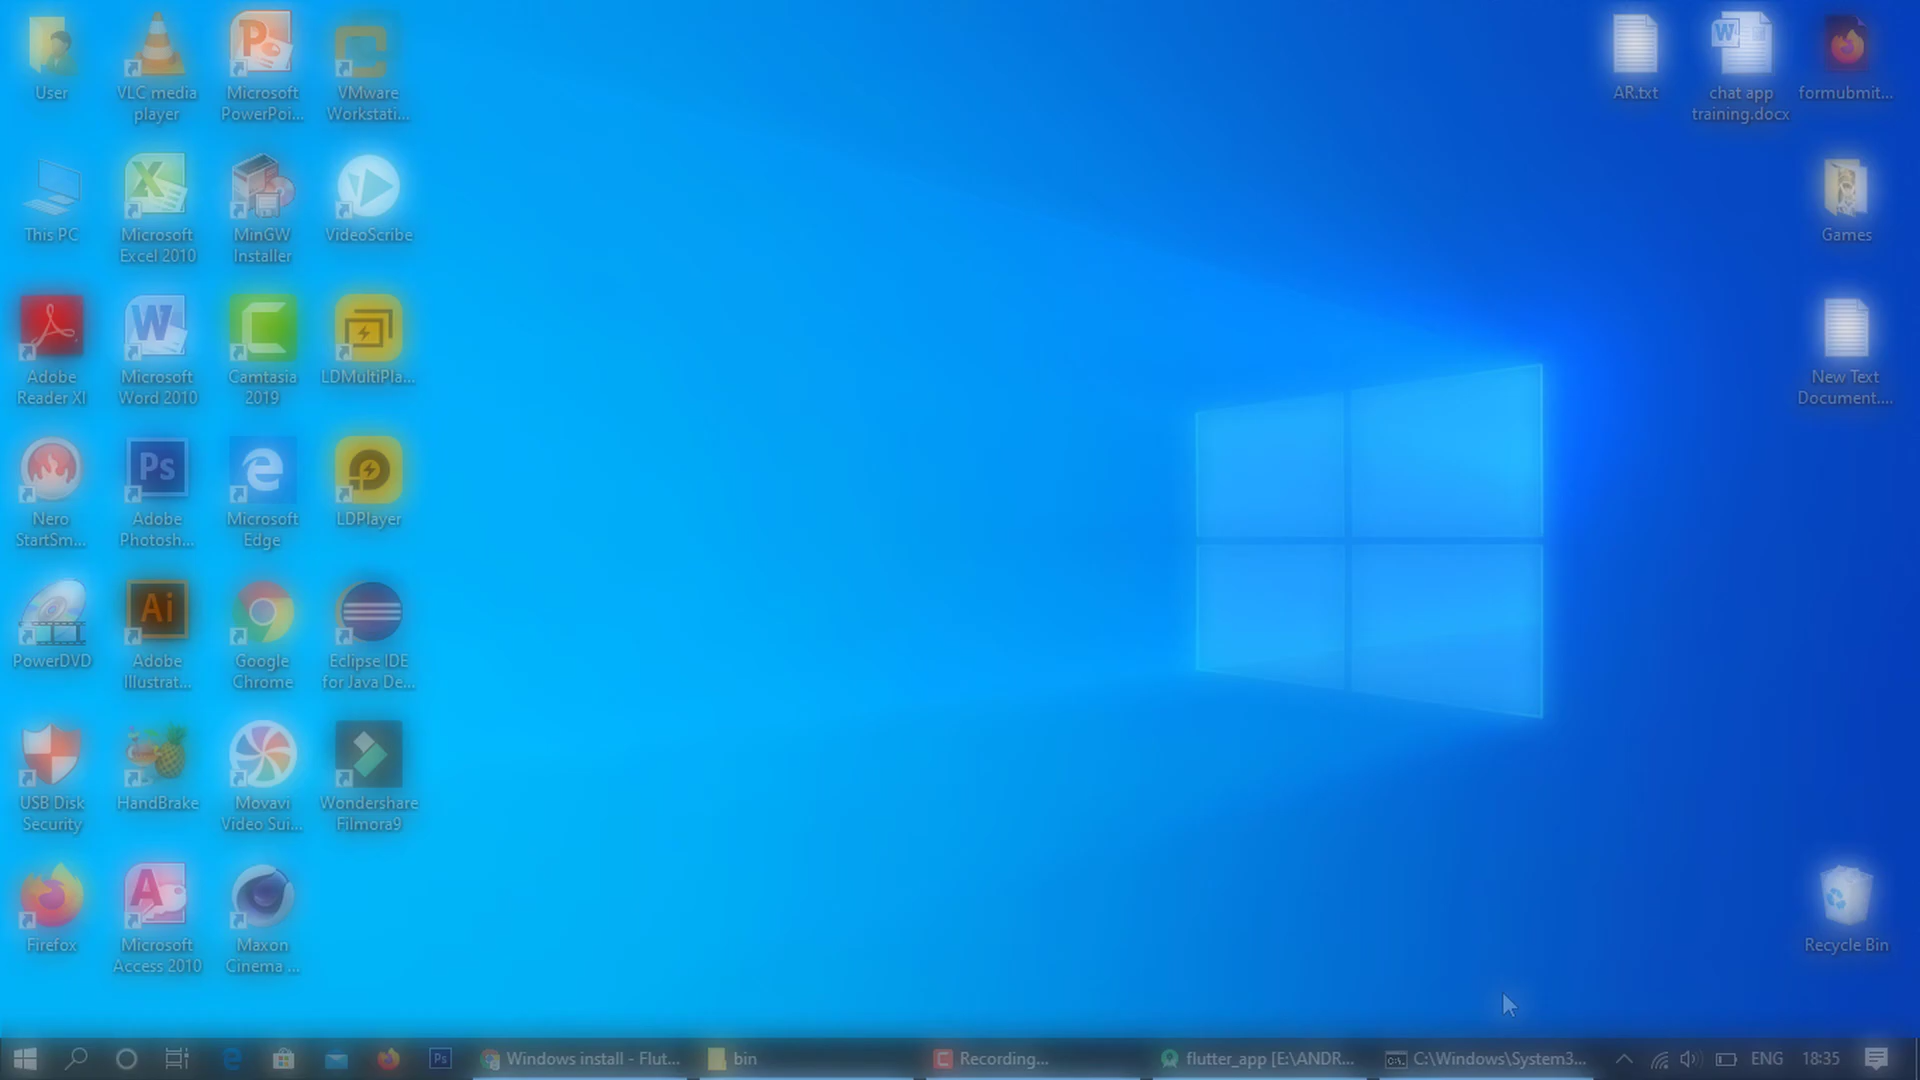 User
VLC media
player
Microsoft
PowerPoi...
VMware
Workstati...
AR.txt
chat app
training.docx
formubmit...
This PC
Microsoft
Excel 2010
MinGW
Installer
VideoScribe
Games
Adobe
Reader XI
Microsoft
Word 2010
Camtasia
2019
LDMultiPla...
New Text
Document....
Nero
StartSm...
Ps
Adobe
Photosh...
Microsoft
Edge
LDPlayer
PowerDVD
Ai
Adobe
Illustrat...
Google
Chrome
Eclipse IDE
for Java De...
USB Disk
Security
HandBrake
Movavi
Video Sui...
Wondershare
Filmora9
Firefox
Microsoft
Access 2010
Maxon
Cinema ...
Recycle Bin
Ps
Windows install - Flut...
bin
Recording...
flutter_app [E:\ANDR...
C:\Windows\System3...
ENG
18:35